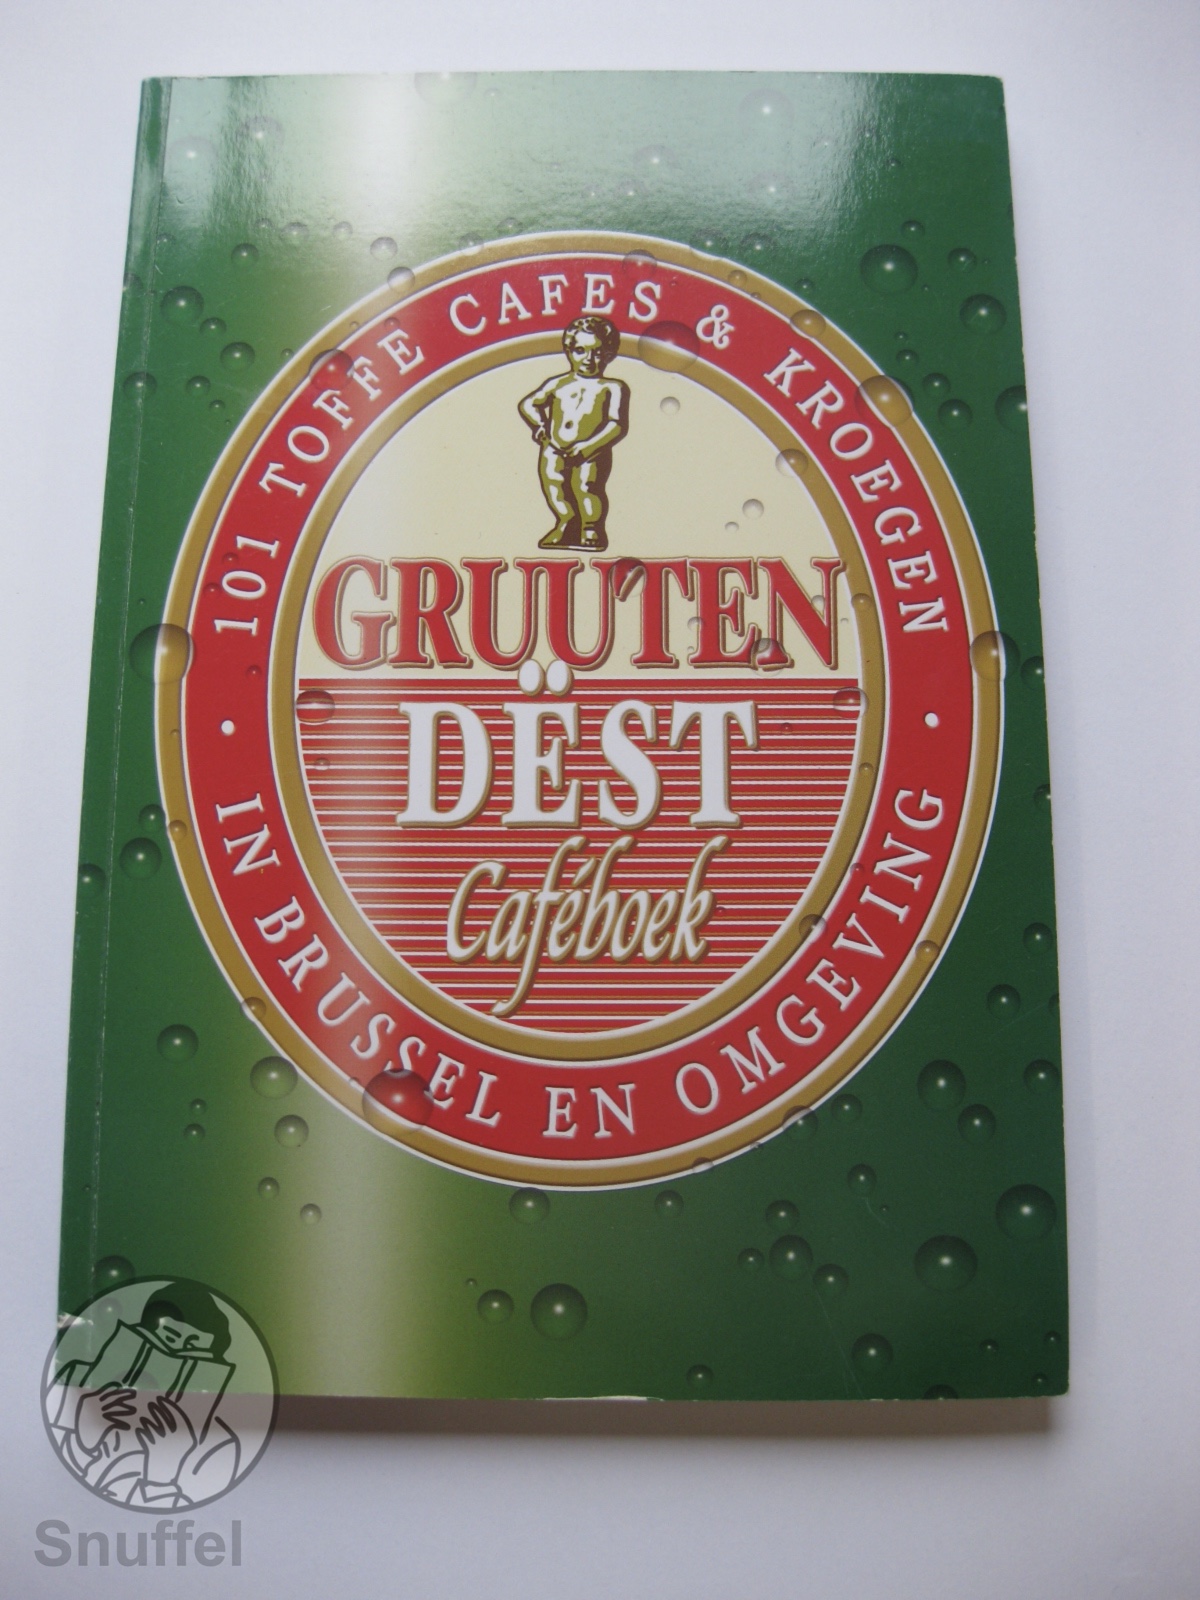 101 TOFFE CAFES & KROEGEN
GRUUTEN
DËST
Caféboek
• IN BRUSSEL EN OMGEVING •
Snuffel